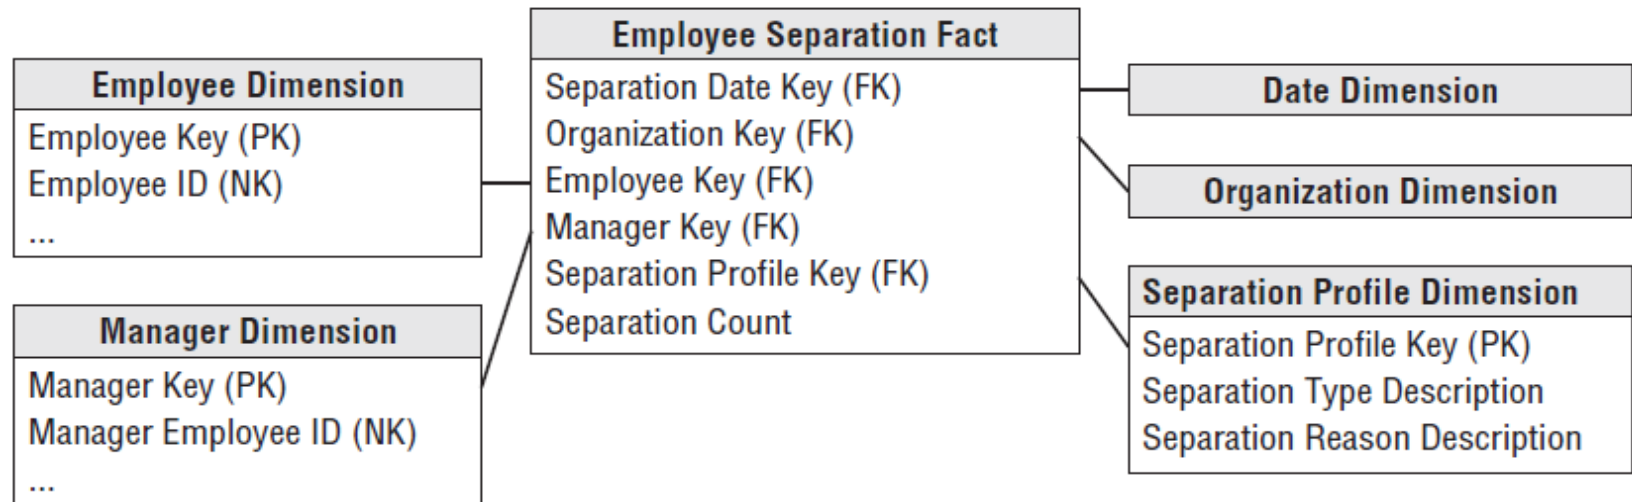 Employee Dimension
Employee Key (PK)
Employee ID (NK)
...
Manager Dimension
Manager Key (PK)
Manager Employee ID (NK)
...
Employee Separation Fact
Separation Date Key (FK)
Organization Key (FK)
Employee Key (FK)
Manager Key (FK)
Separation Profile Key (FK)
Separation Count
Date Dimension
Organization Dimension
Separation Profile Dimension
Separation Profile Key (PK)
Separation Type Description
Separation Reason Description